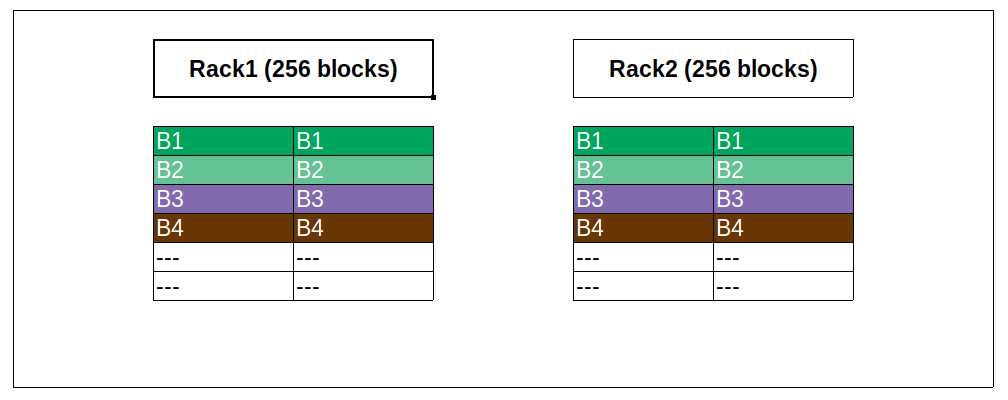 Rack1 (256 blocks) Rack2 (256 blocks)
B1 B1 B1 B1
B2 B2 B2 B2
B3 B3 B3 B3
B4 B4 B4 B4
--- --- --- ---
--- --- --- ---